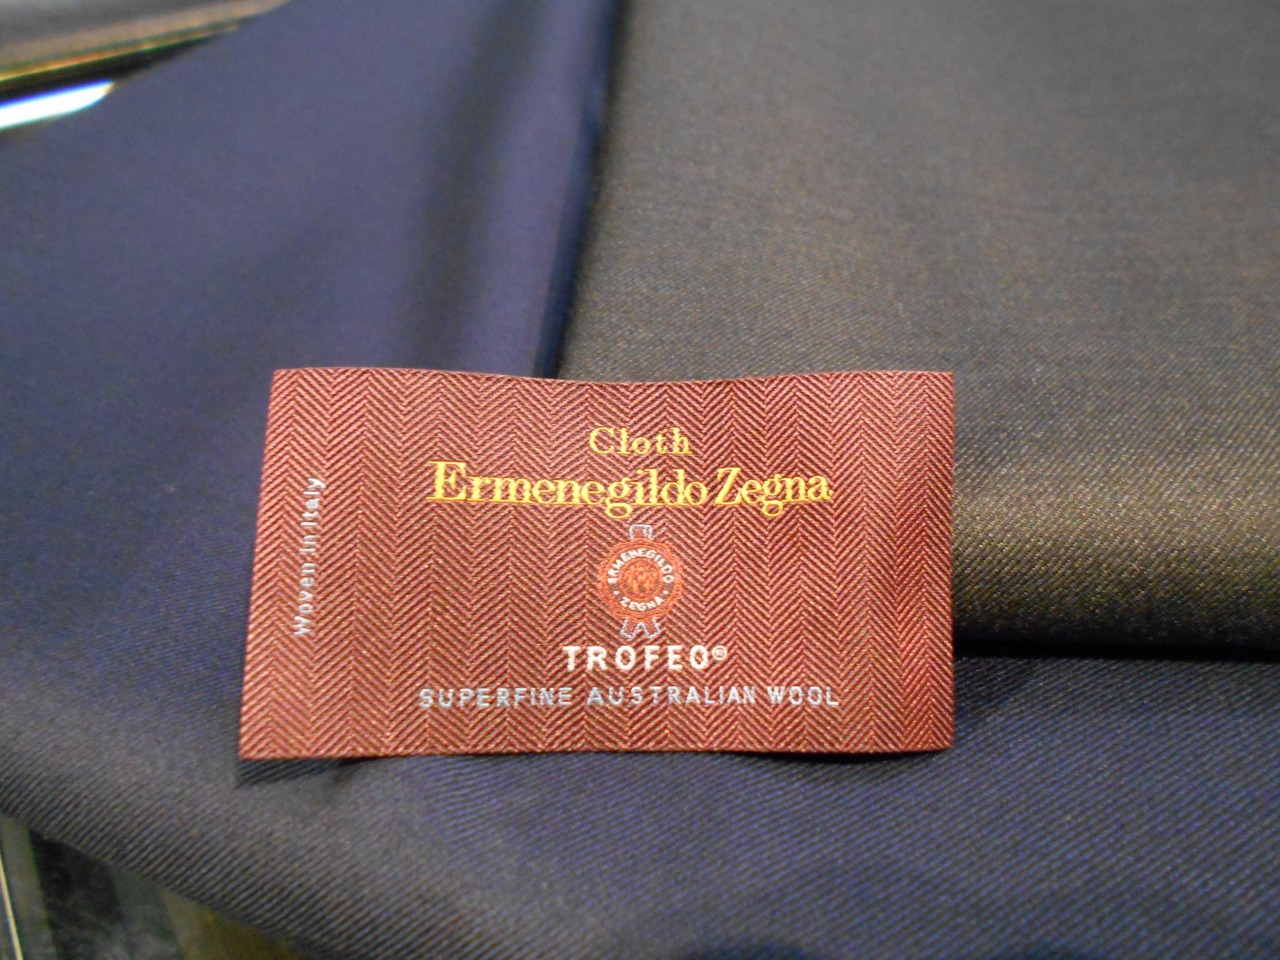 Cloth
Ermenegildo Zegna
ERMENEGILDO
ZEGNA
TROFEO®
SUPERFINE AUSTRALIAN WOOL
Woven in Italy